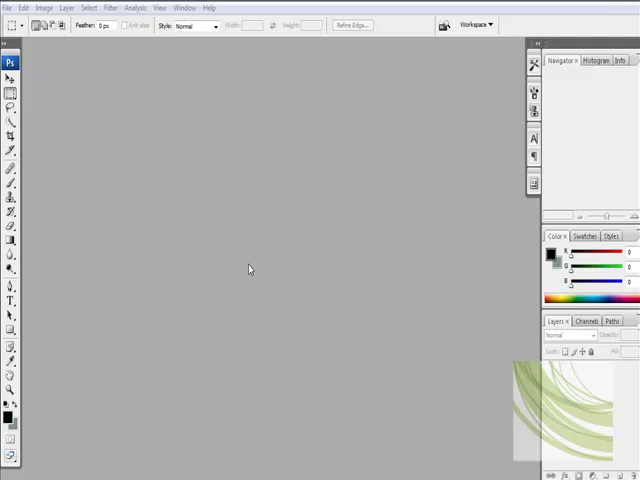 File Edit Image Layer Select Filter Analysis View Window Help
Feather: 0 px Anti-alias Style: Normal Width: Height: Refine Edge... Workspace
Ps
Navigator × Histogram Info
A
Color × Swatches Styles
R 0
G 0
B 0
T
Layers × Channels Paths
Normal Opacity:
Lock: Fill:
fx